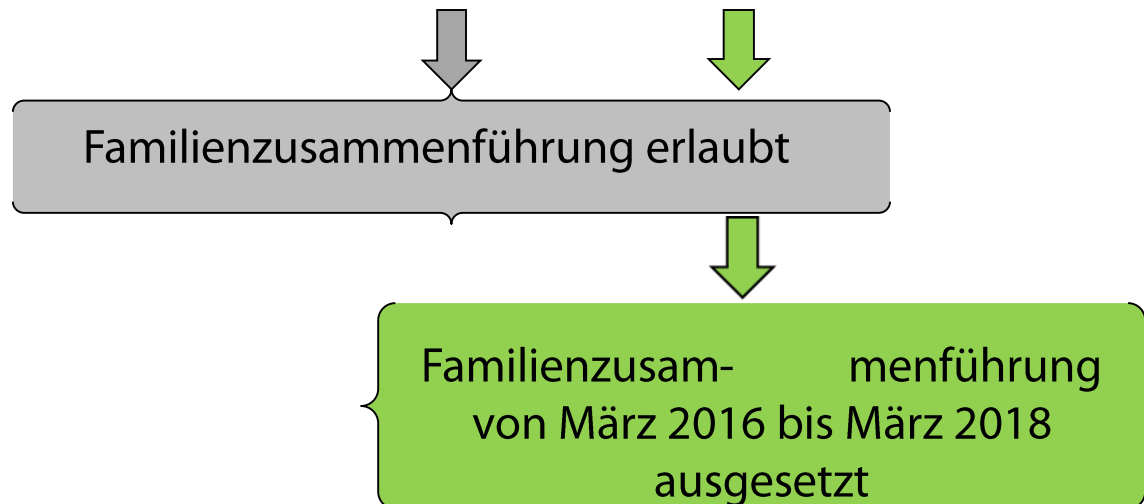 Familienzusammenführung erlaubt
Familienzusam- menführung
von März 2016 bis März 2018
ausgesetzt